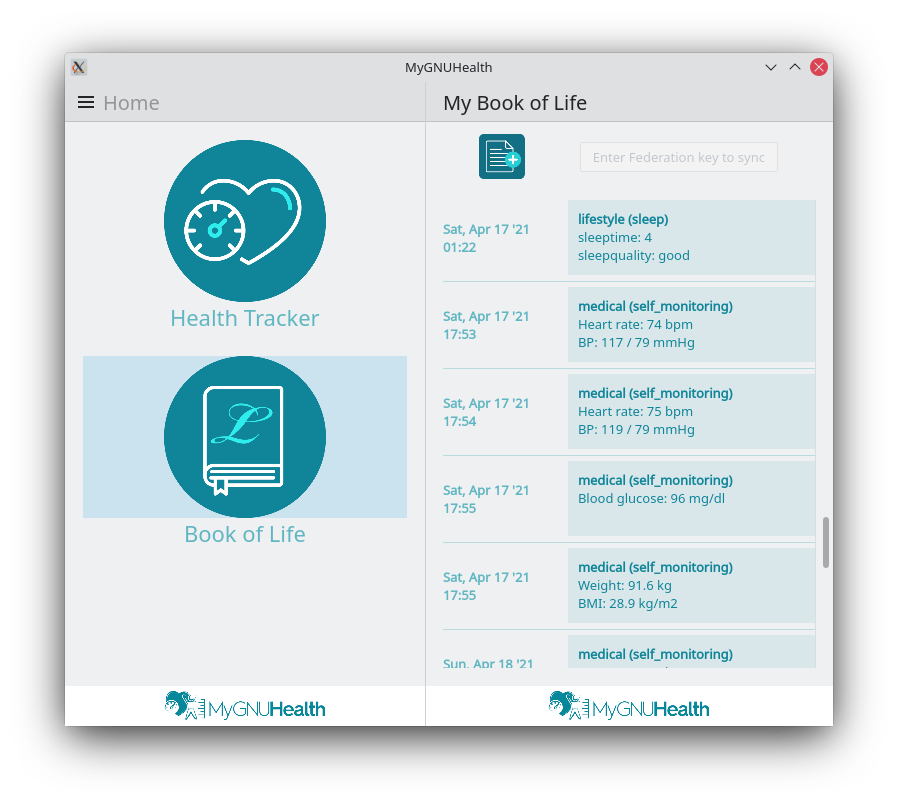 MyGNUHealth
Home
My Book of Life
Enter Federation key to sync
Health Tracker
L
Book of Life
Sat, Apr 17 '21
01:22
lifestyle (sleep)
sleeptime: 4
sleepquality: good
Sat, Apr 17 '21
17:53
medical (self_monitoring)
Heart rate: 74 bpm
BP: 117 / 79 mmHg
Sat, Apr 17 '21
17:54
medical (self_monitoring)
Heart rate: 75 bpm
BP: 119 / 79 mmHg
Sat, Apr 17 '21
17:55
medical (self_monitoring)
Blood glucose: 96 mg/dl
Sat, Apr 17 '21
17:55
medical (self_monitoring)
Weight: 91.6 kg
BMI: 28.9 kg/m2
Sun, Apr 18 '21
medical (self_monitoring)
MyGNUHealth
MyGNUHealth